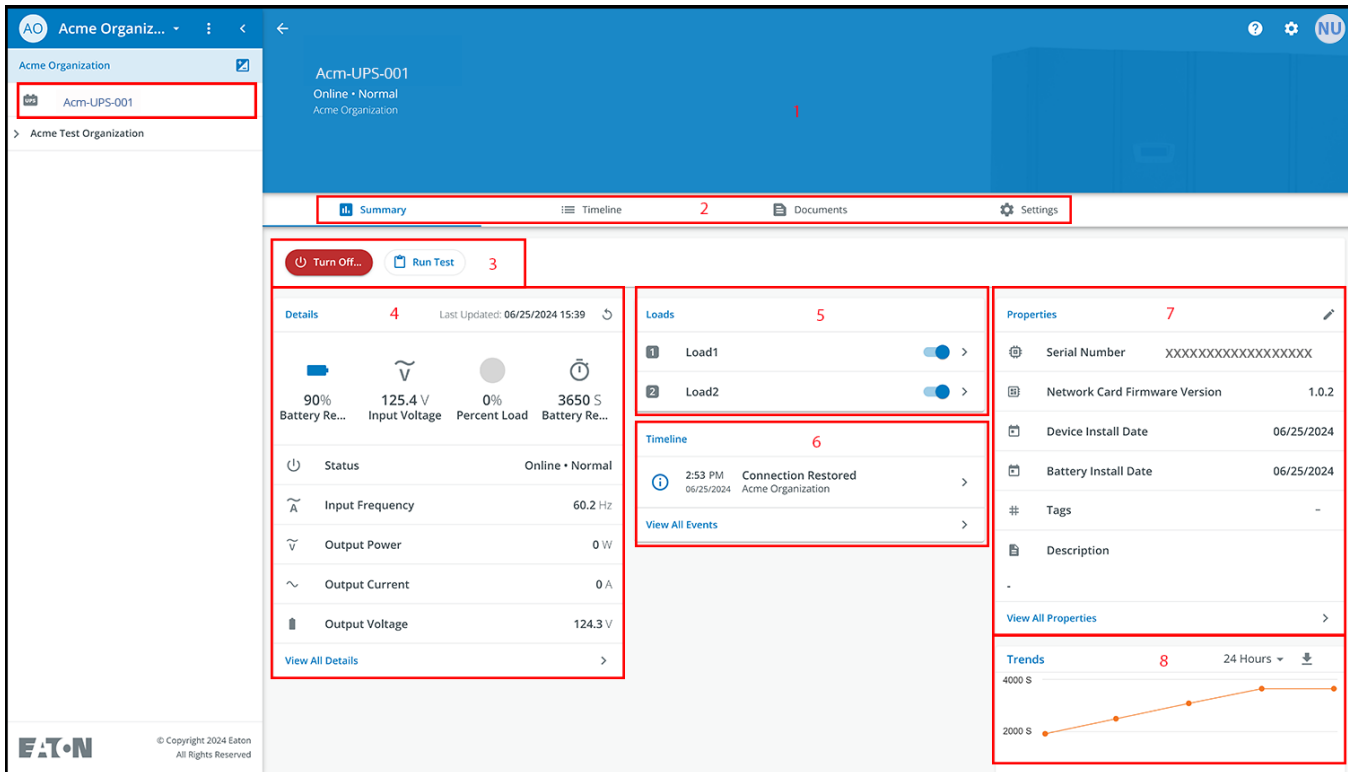 AO Acme Organiz...
Acme Organization
UPS Acm-UPS-001
Acme Test Organization
EATON
© Copyright 2024 Eaton
All Rights Reserved
NU
Acm-UPS-001
Online • Normal
Acme Organization
1
Summary Timeline 2 Documents Settings
Turn Off... Run Test 3
Details 4 Last Updated: 06/25/2024 15:39
90% 125.4 V 0% 3650 S
Battery Re... Input Voltage Percent Load Battery Re...
Status Online • Normal
Input Frequency 60.2 Hz
Output Power 0 W
Output Current 0 A
Output Voltage 124.3 V
View All Details
Loads 5
1 Load1
2 Load2
Timeline 6
2:53 PM Connection Restored
06/25/2024 Acme Organization
View All Events
Properties 7
Serial Number XXXXXXXXXXXXXXXXXX
Network Card Firmware Version 1.0.2
Device Install Date 06/25/2024
Battery Install Date 06/25/2024
# Tags –
Description
-
View All Properties
Trends 8 24 Hours
4000 S
2000 S